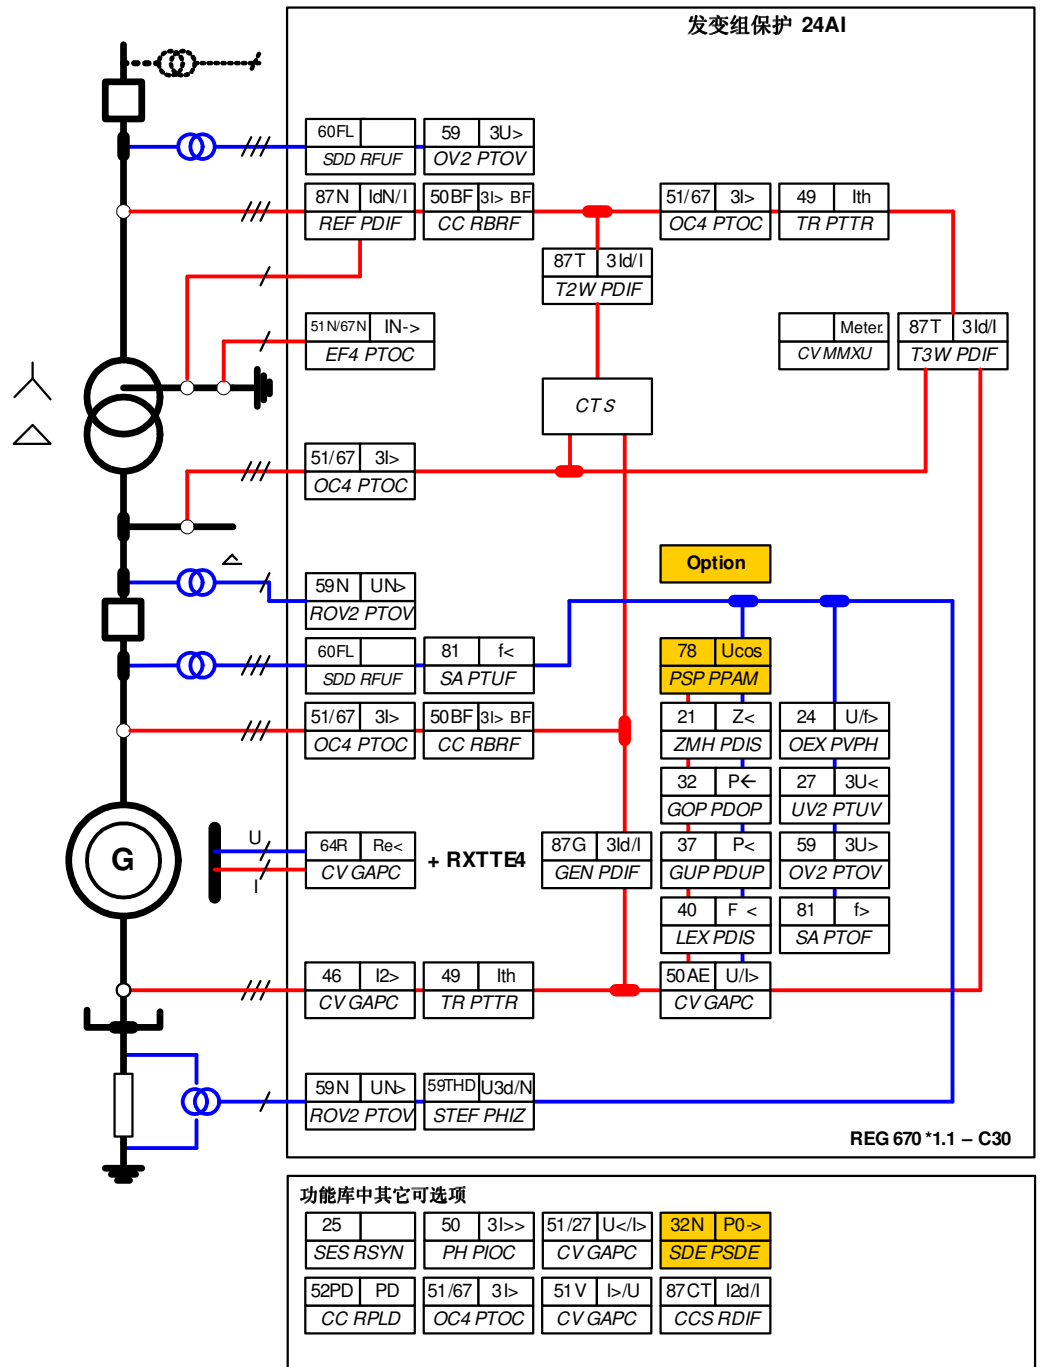 发变组保护 24AI
60FL
SDD RFUF
59 3U>
OV2 PTOV
87N IdN/I
REF PDIF
50BF 3I> BF
CC RBRF
51/67 3I>
OC4 PTOC
49 Ith
TR PTTR
87T 3Id/I
T2W PDIF
51N/67N IN->
EF4 PTOC
Meter.
CV MMXU
87T 3Id/I
T3W PDIF
CTS
51/67 3I>
OC4 PTOC
Option
59N UN>
ROV2 PTOV
60FL
SDD RFUF
81 f<
SA PTUF
78 Ucos
PSP PPAM
51/67 3I>
OC4 PTOC
50BF 3I> BF
CC RBRF
21 Z<
ZMH PDIS
24 U/f>
OEX PVPH
32 P←
GOP PDOP
27 3U<
UV2 PTUV
G
U
I
64R Re<
CV GAPC
+ RXTTE4
87G 3Id/I
GEN PDIF
37 P<
GUP PDUP
59 3U>
OV2 PTOV
40 F <
LEX PDIS
81 f>
SA PTOF
46 I2>
CV GAPC
49 Ith
TR PTTR
50AE U/I>
CV GAPC
59N UN>
ROV2 PTOV
59THD U3d/N
STEF PHIZ
REG 670 *1.1 – C30
功能库中其它可选项
25
SES RSYN
50 3I>>
PH PIOC
51/27 U</I>
CV GAPC
32N P0->
SDE PSDE
52PD PD
CC RPLD
51/67 3I>
OC4 PTOC
51V I>/U
CV GAPC
87CT I2d/I
CCS RDIF